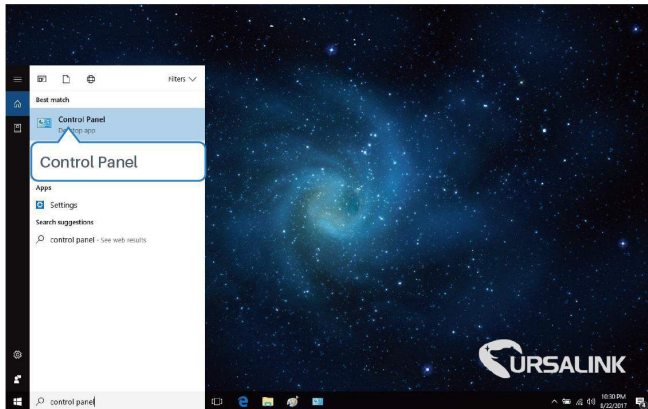 Filters
Best match
Control Panel
Desktop app
Control Panel
Apps
Settings
Search suggestions
control panel - See web results
URSALINK
control panel
10:30 PM
8/22/2017